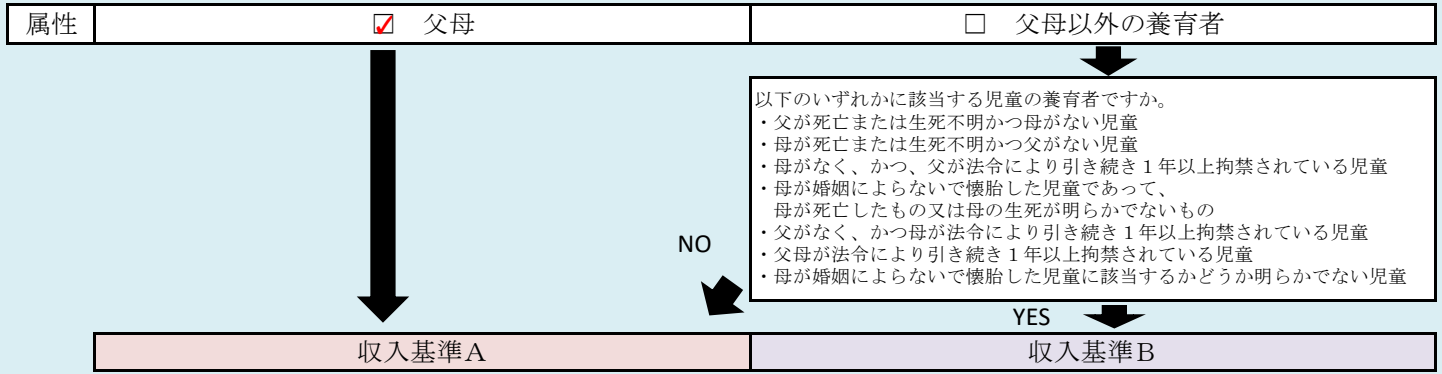 属性 ☑ 父母 □ 父母以外の養育者
以下のいずれかに該当する児童の養育者ですか。
・父が死亡または生死不明かつ母がない児童
・母が死亡または生死不明かつ父がない児童
・母がなく、かつ、父が法令により引き続き１年以上拘禁されている児童
・母が婚姻によらないで懐胎した児童であって、
母が死亡したもの又は母の生死が明らかでないもの
・父がなく、かつ母が法令により引き続き１年以上拘禁されている児童
・父母が法令により引き続き１年以上拘禁されている児童
・母が婚姻によらないで懐胎した児童に該当するかどうか明らかでない児童
NO
YES
収入基準Ａ 収入基準Ｂ